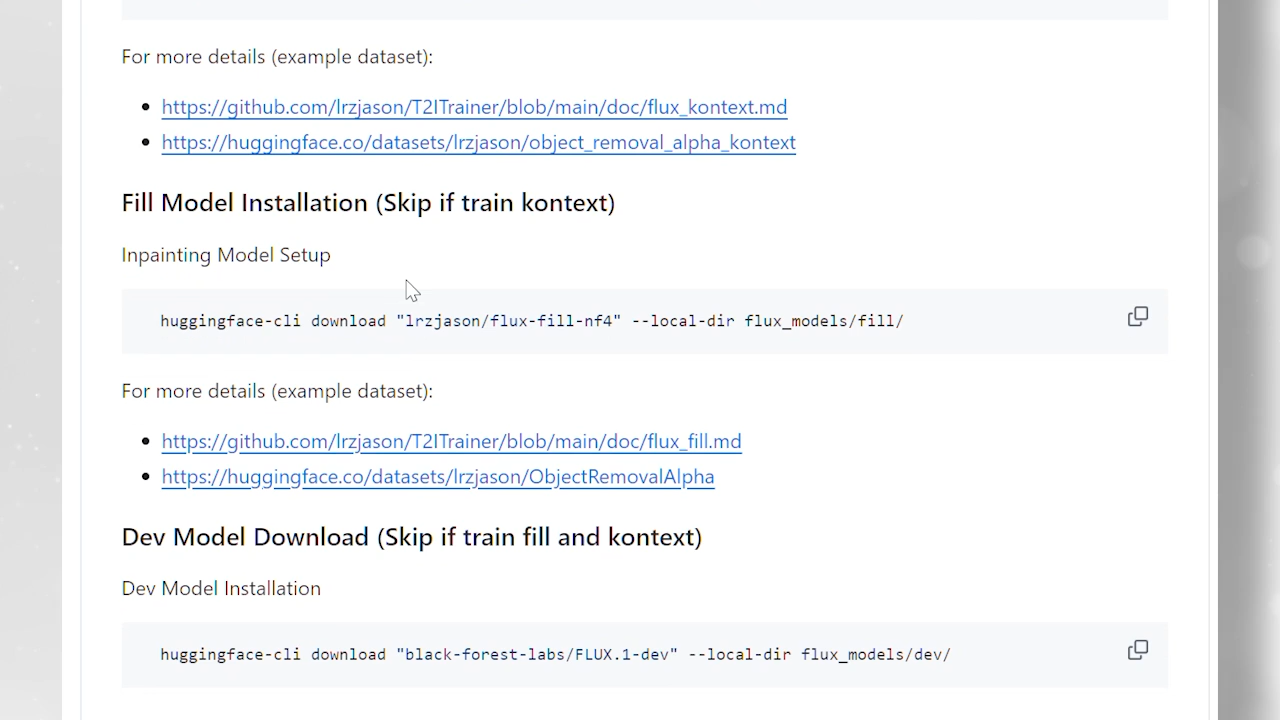 For more details (example dataset):
https://github.com/lrzjason/T2ITrainer/blob/main/doc/flux_kontext.md
https://huggingface.co/datasets/lrzjason/object_removal_alpha_kontext
Fill Model Installation (Skip if train kontext)
Inpainting Model Setup
huggingface-cli download "lrzjason/flux-fill-nf4" --local-dir flux_models/fill/
For more details (example dataset):
https://github.com/lrzjason/T2ITrainer/blob/main/doc/flux_fill.md
https://huggingface.co/datasets/lrzjason/ObjectRemovalAlpha
Dev Model Download (Skip if train fill and kontext)
Dev Model Installation
huggingface-cli download "black-forest-labs/FLUX.1-dev" --local-dir flux_models/dev/